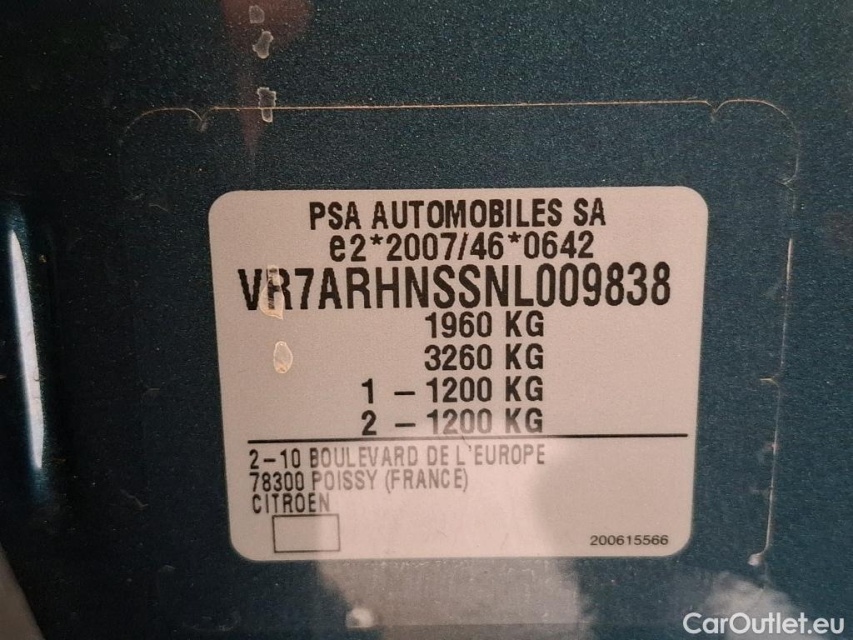 PSA AUTOMOBILES SA
e2*2007/46*0642
VR7ARHNSSNL009838
1960 KG
3260 KG
1 – 1200 KG
2 – 1200 KG
2–10 BOULEVARD DE L'EUROPE
78300 POISSY (FRANCE)
CITROEN
200615566
CarOutlet.eu